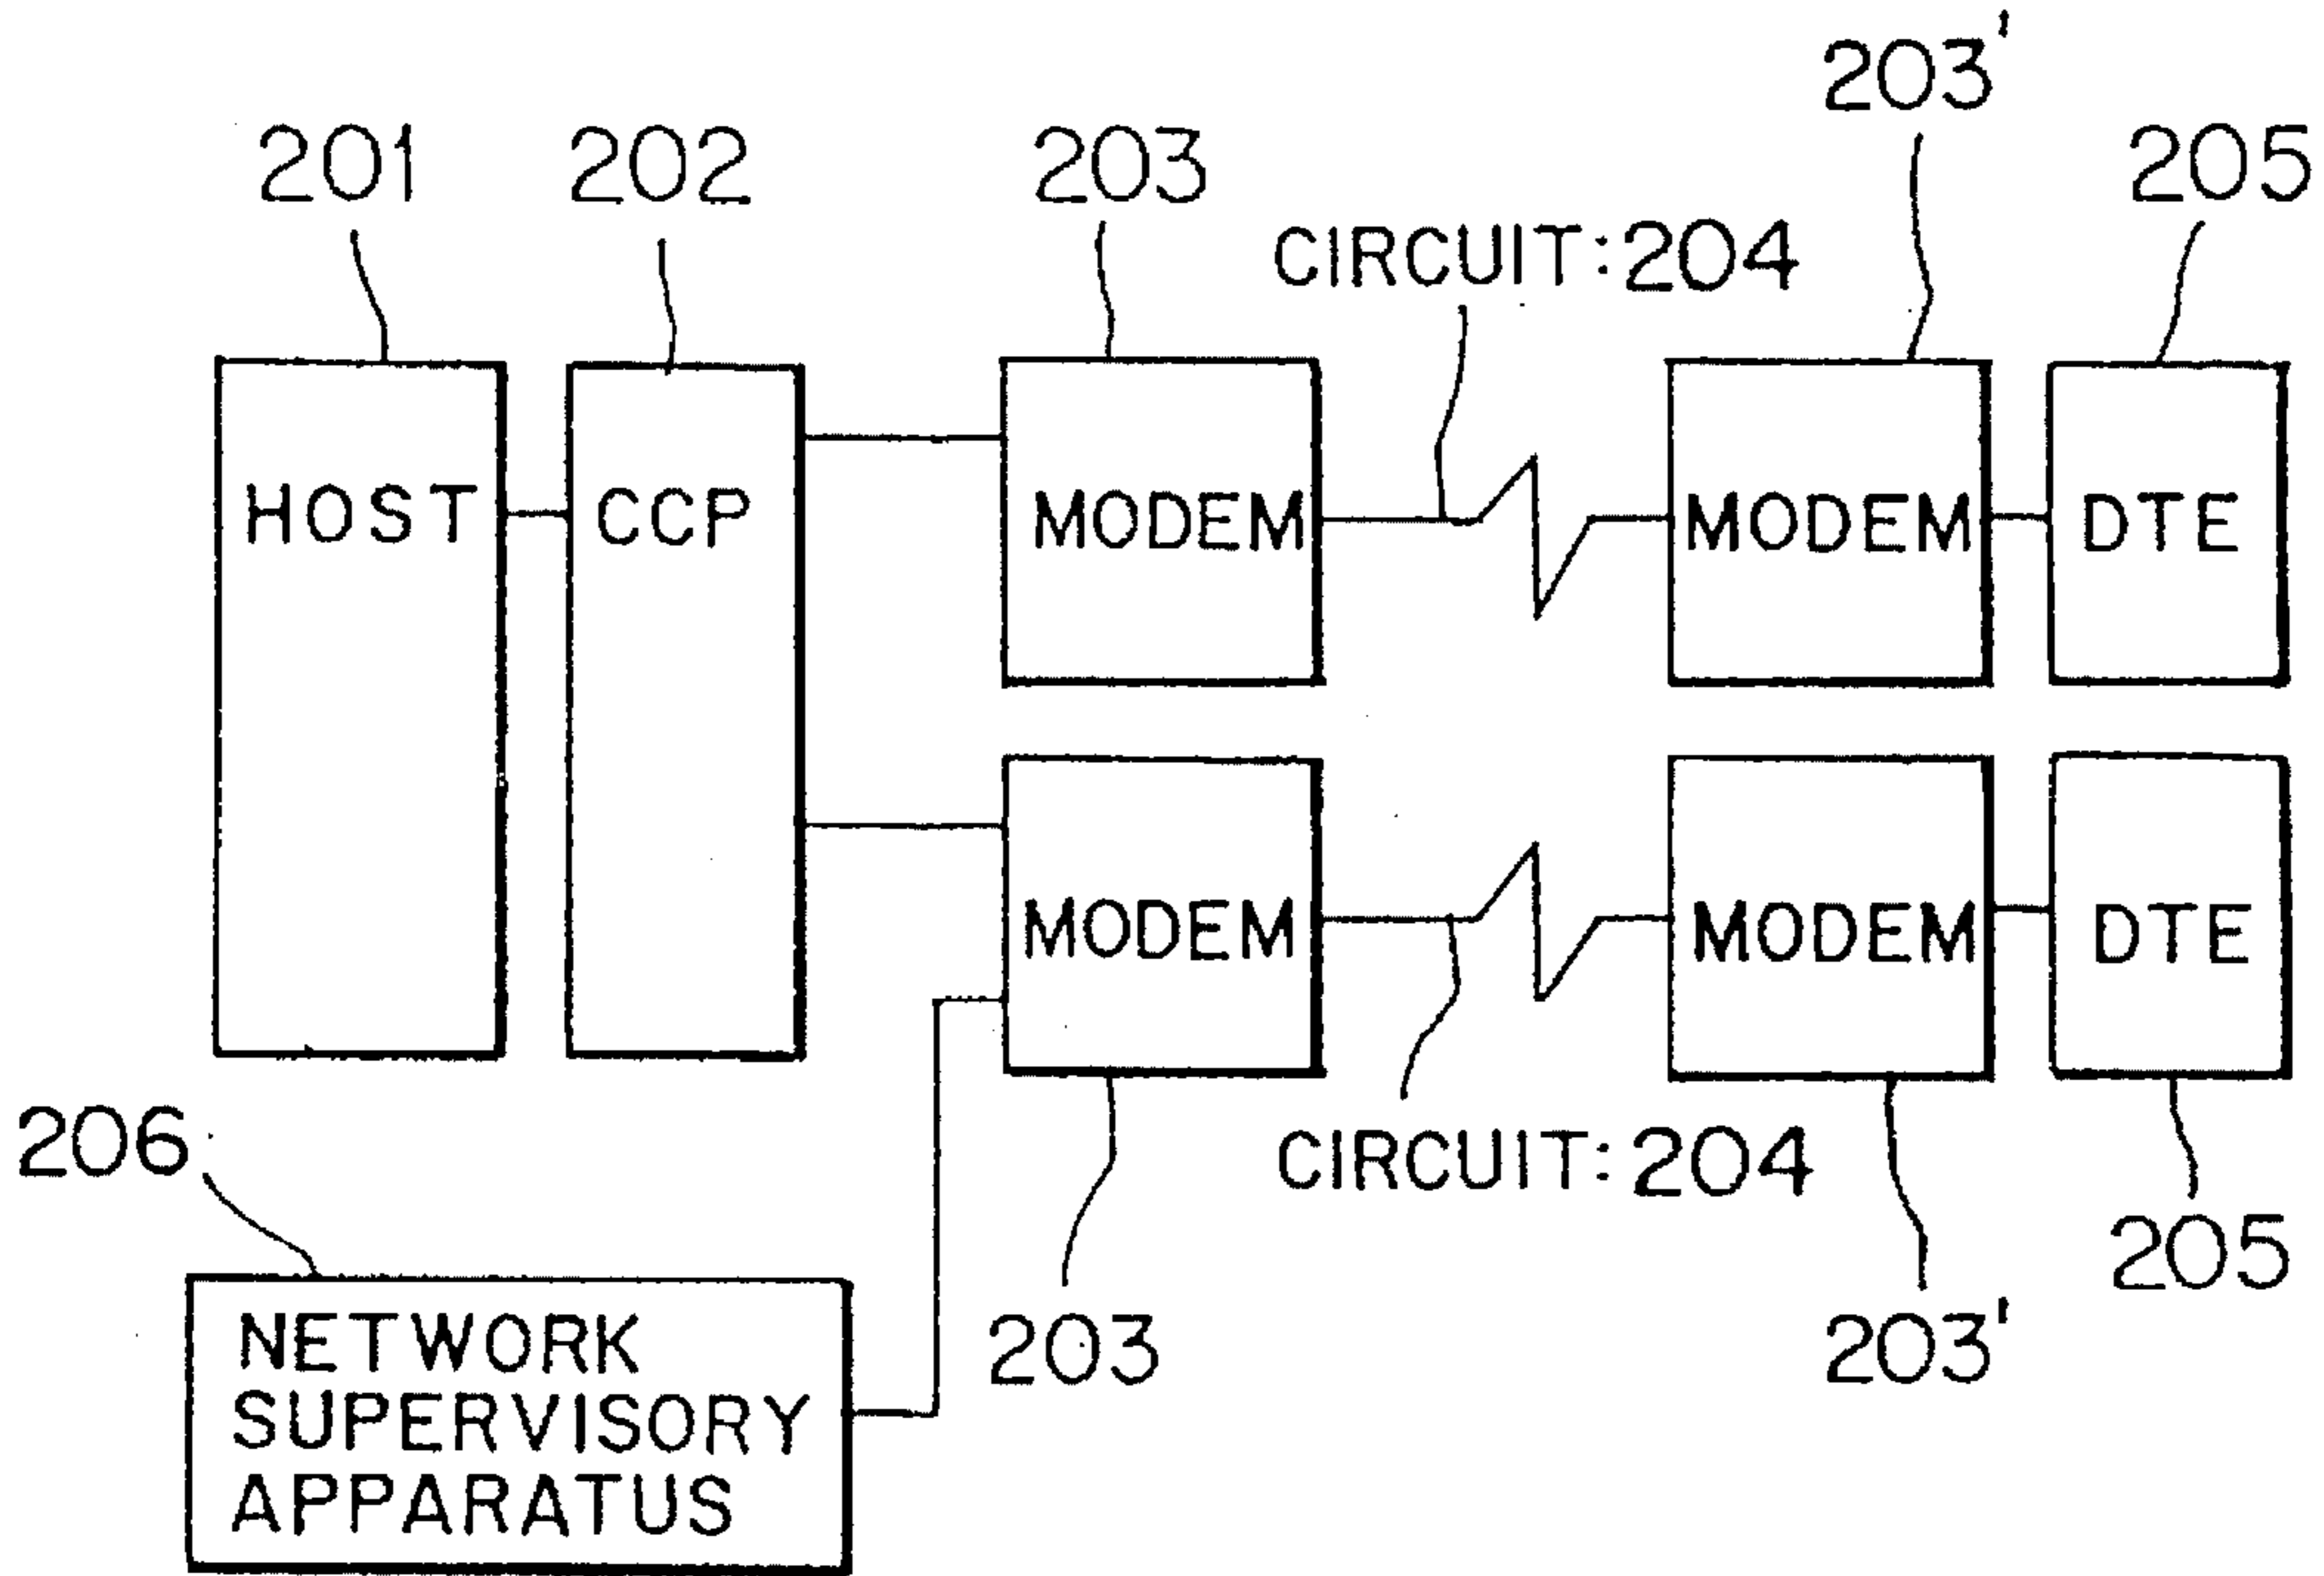 203'
201
202
203
205
CIRCUIT:204
HOST
CCP
MODEM
MODEM
DTE
MODEM
MODEM
DTE
206
CIRCUIT:204
205
203
203'
NETWORK
SUPERVISORY
APPARATUS